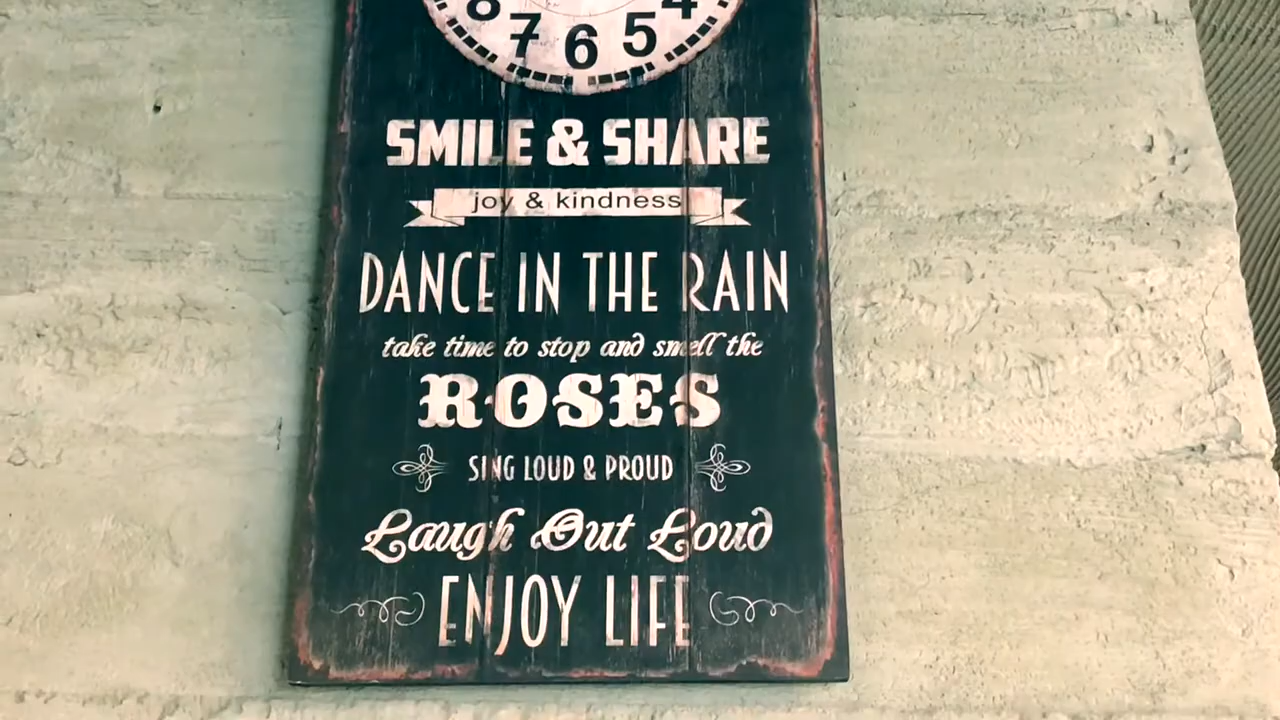 8 7 6 5 4
SMILE & SHARE
joy & kindness
DANCE IN THE RAIN
take time to stop and smell the
ROSES
SING LOUD & PROUD
Laugh Out Loud
ENJOY LIFE